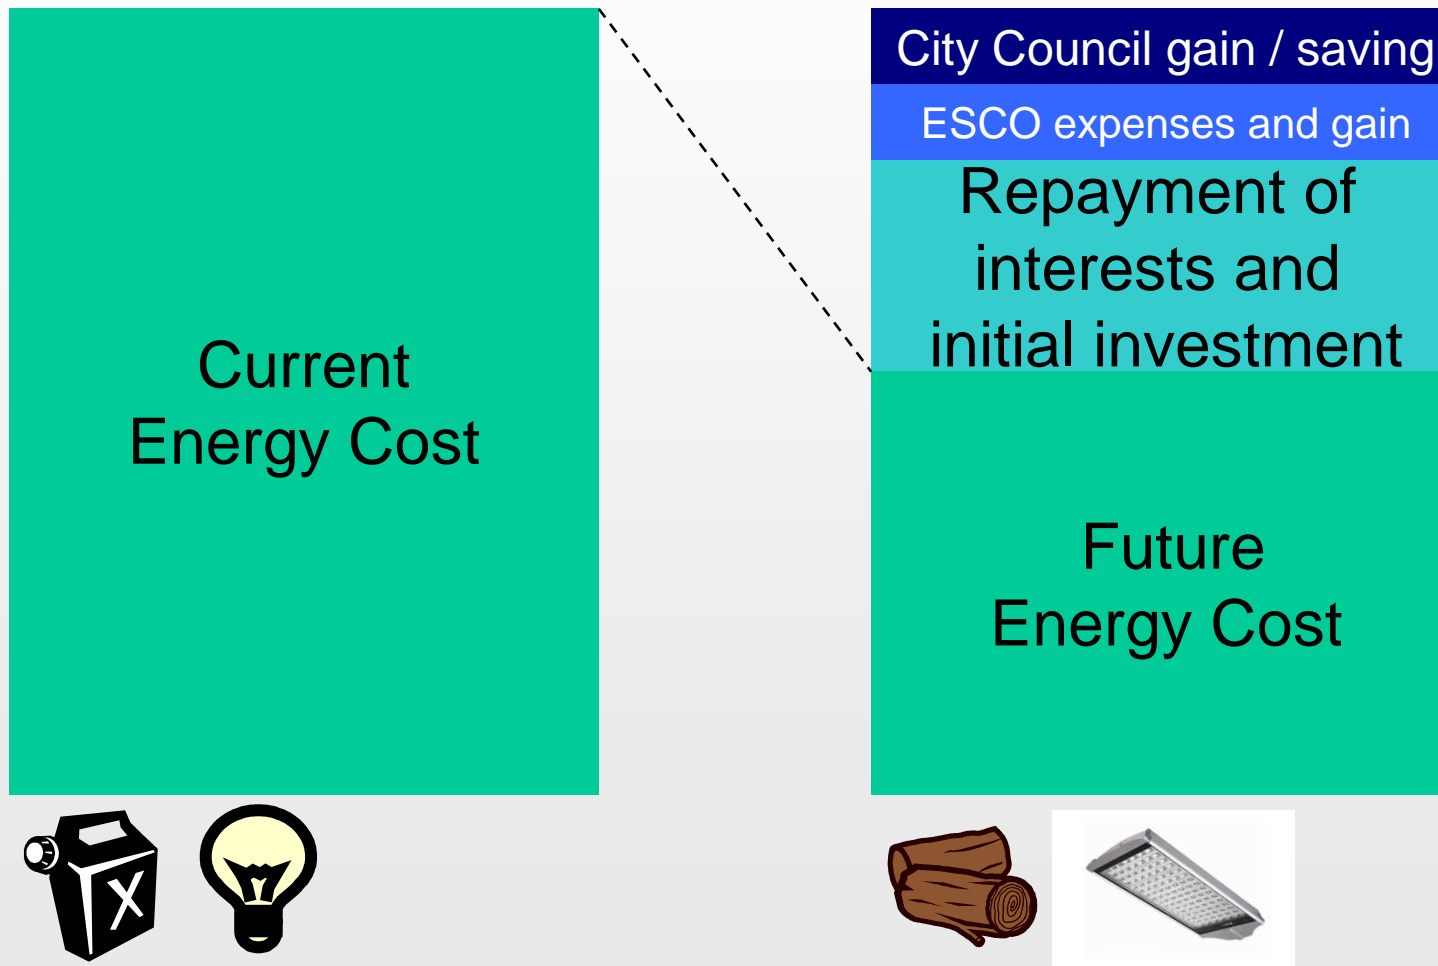 Current
Energy Cost
City Council gain / saving
ESCO expenses and gain
Repayment of
interests and
initial investment
Future
Energy Cost
X